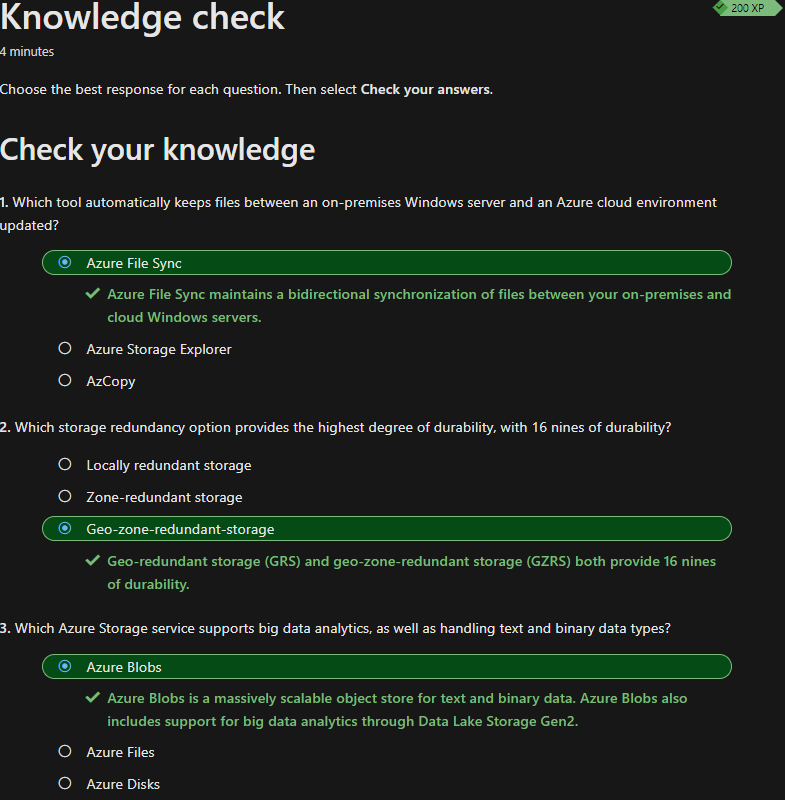 Knowledge check
200 XP
4 minutes
Choose the best response for each question. Then select Check your answers.
Check your knowledge
1. Which tool automatically keeps files between an on-premises Windows server and an Azure cloud environment
updated?
Azure File Sync
Azure File Sync maintains a bidirectional synchronization of files between your on-premises and
cloud Windows servers.
Azure Storage Explorer
AzCopy
2. Which storage redundancy option provides the highest degree of durability, with 16 nines of durability?
Locally redundant storage
Zone-redundant storage
Geo-zone-redundant-storage
Geo-redundant storage (GRS) and geo-zone-redundant storage (GZRS) both provide 16 nines
of durability.
3. Which Azure Storage service supports big data analytics, as well as handling text and binary data types?
Azure Blobs
Azure Blobs is a massively scalable object store for text and binary data. Azure Blobs also
includes support for big data analytics through Data Lake Storage Gen2.
Azure Files
Azure Disks